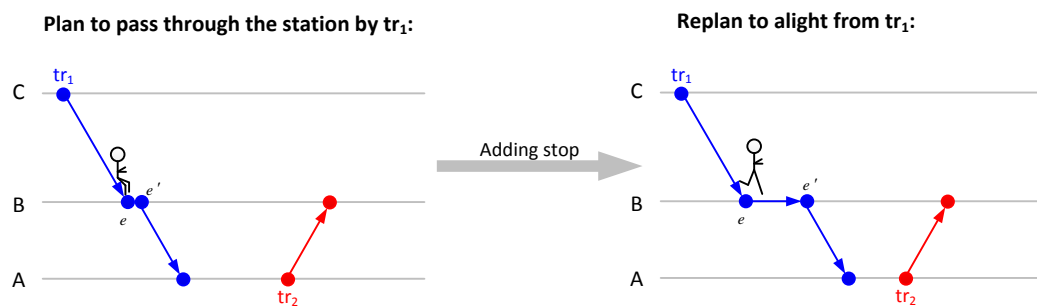 Plan to pass through the station by tr₁:
Replan to alight from tr₁:
tr₁
C
e'
B
e
A
tr₂
Adding stop
tr₁
C
e'
B
e
A
tr₂